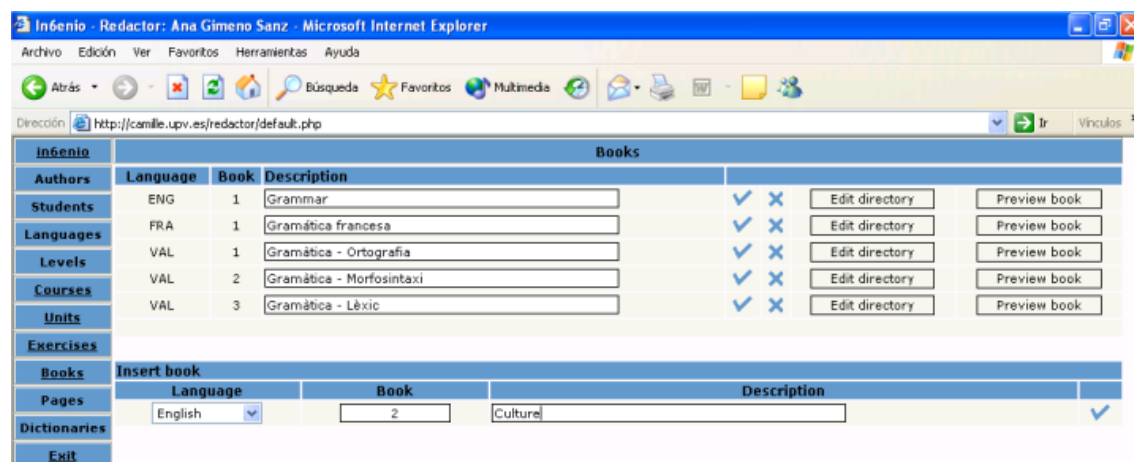 In6enio - Redactor: Ana Gimeno Sanz - Microsoft Internet Explorer
Archivo Edición Ver Favoritos Herramientas Ayuda
Atrás Búsqueda Favoritos Multimedia
Dirección http://camille.upv.es/redactor/default.php Ir Vínculos
in6enio Books
Authors Language Book Description
Students ENG 1 Grammar Edit directory Preview book
Languages FRA 1 Gramática francesa Edit directory Preview book
Levels VAL 1 Gramàtica - Ortografia Edit directory Preview book
Courses VAL 2 Gramàtica - Morfosintaxi Edit directory Preview book
Units VAL 3 Gramàtica - Lèxic Edit directory Preview book
Exercises
Books Insert book
Pages Language Book Description
Dictionaries English 2 Culture
Exit